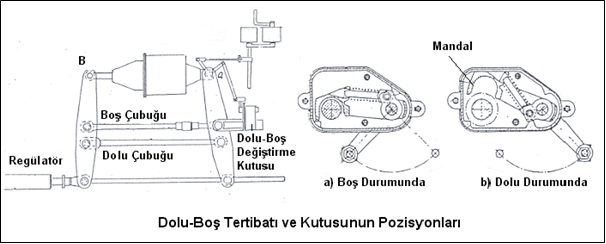 B
Mandal
Boş Çubuğu
Dolu-Boş
Değiştirme
Kutusu
Dolu Çubuğu
Regülatör
a) Boş Durumunda
b) Dolu Durumunda
Dolu-Boş Tertibatı ve Kutusunun Pozisyonları